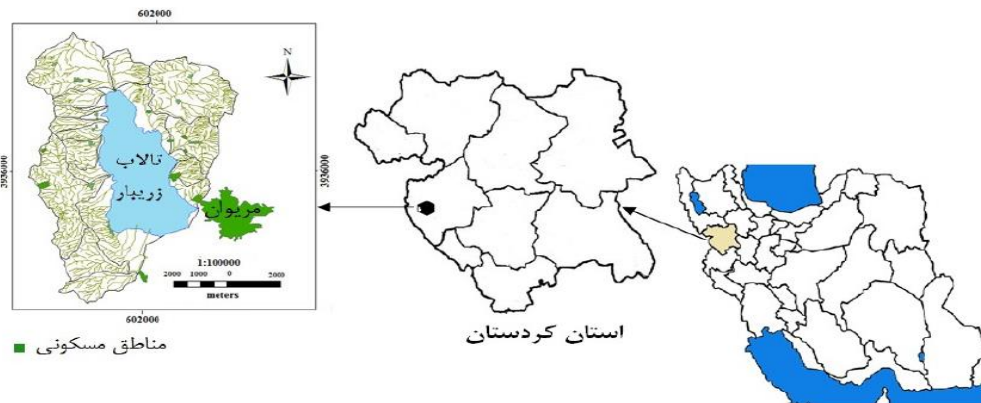 602000
N
3936000
3936000
تالاب
زریبار
مریوان
1:100000
2000 1000 0 2000
meters
602000
مناطق مسکونی
استان کردستان